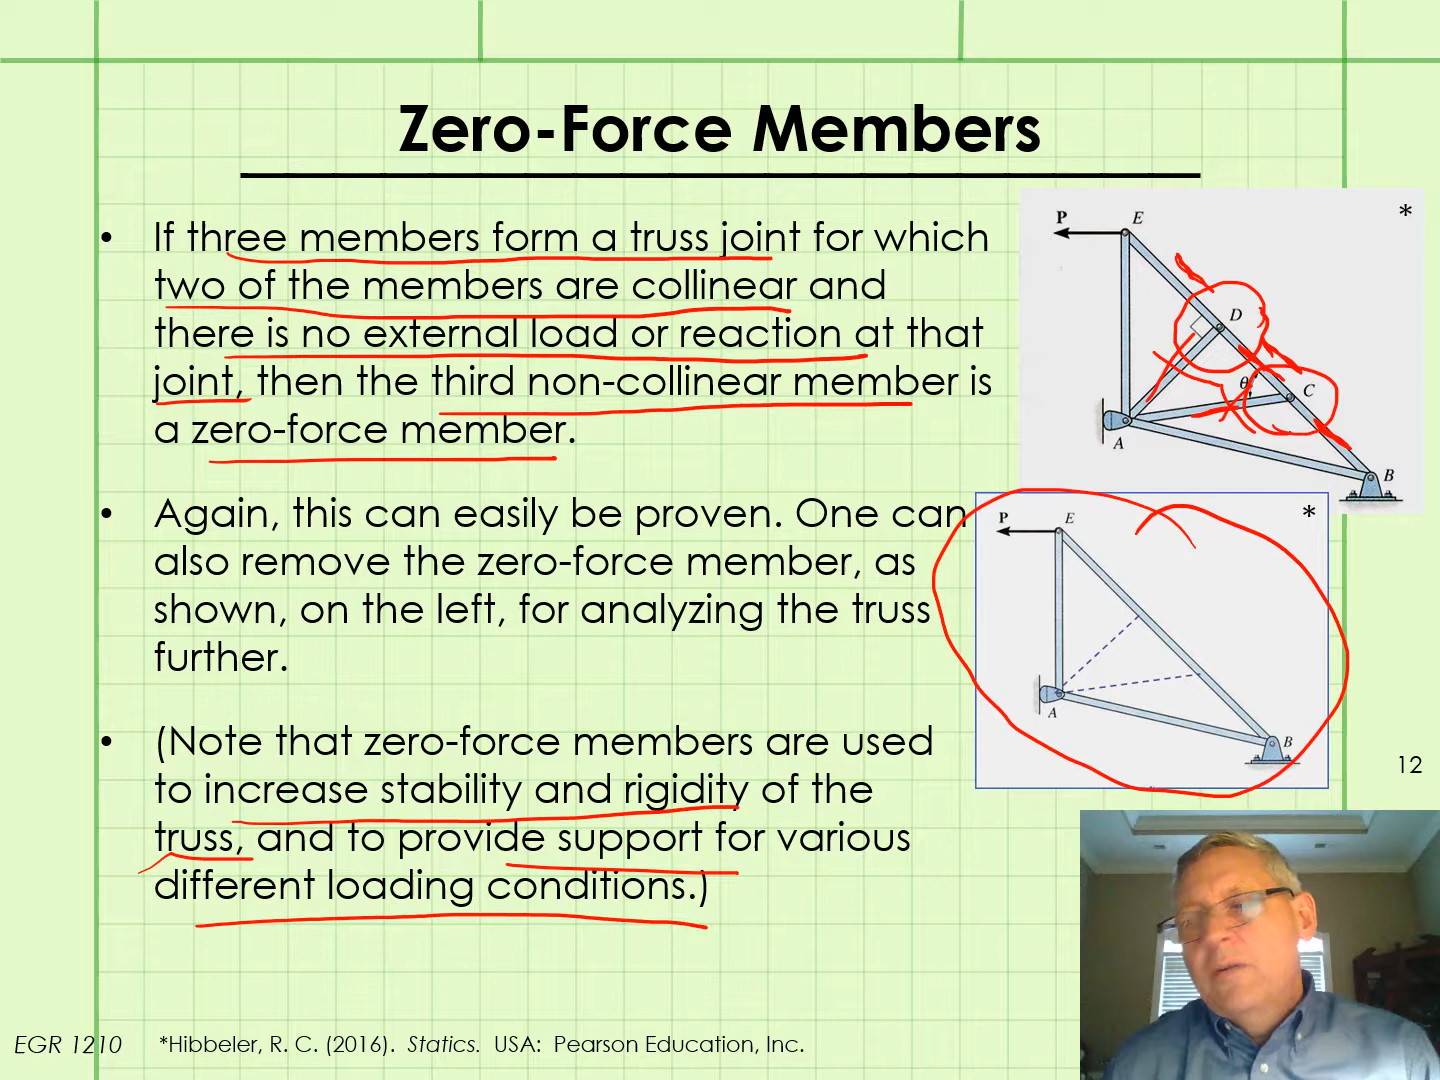 Zero-Force Members
• If three members form a truss joint for which
two of the members are collinear and
there is no external load or reaction at that
joint, then the third non-collinear member is
a zero-force member.
• Again, this can easily be proven. One can
also remove the zero-force member, as
shown, on the left, for analyzing the truss
further.
• (Note that zero-force members are used
to increase stability and rigidity of the
truss, and to provide support for various
different loading conditions.)
P E *
D
θ C
A
B
P E *
A
B
12
EGR 1210 *Hibbeler, R. C. (2016). Statics. USA: Pearson Education, Inc.